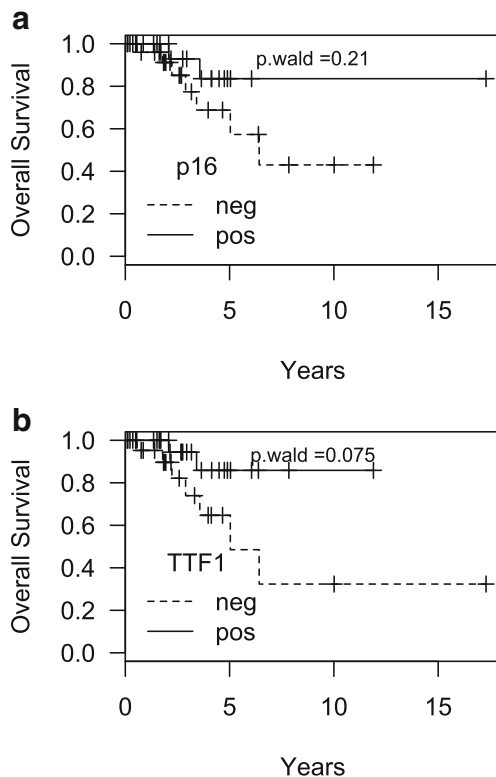 a
Overall Survival
1.0
0.8
0.6
0.4
0.2
0.0
p.wald =0.21
p16
neg
pos
0 5 10 15
Years
b
Overall Survival
1.0
0.8
0.6
0.4
0.2
0.0
p.wald =0.075
TTF1
neg
pos
0 5 10 15
Years